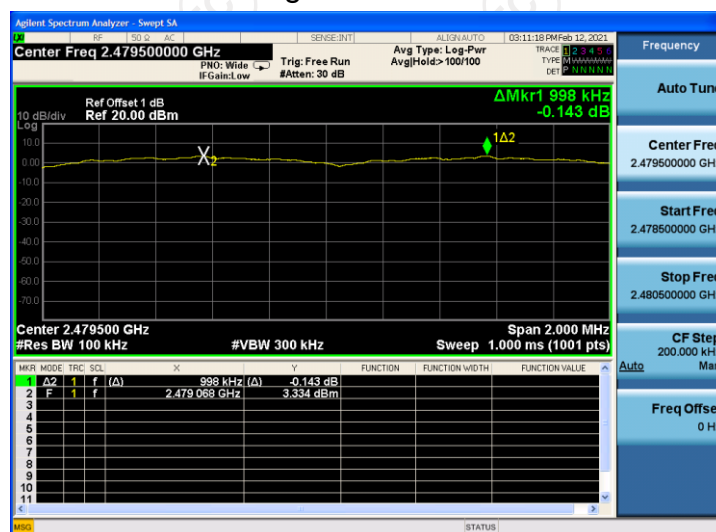 Agilent Spectrum Analyzer - Swept SA
LXI RF 50 Ω AC SENSE:INT ALIGNAUTO 03:11:18 PM Feb 12, 2021
Center Freq 2.479500000 GHz
PNO: Wide
IFGain:Low
Trig: Free Run
#Atten: 30 dB
Avg Type: Log-Pwr
Avg|Hold:>100/100
TRACE 1 2 3 4 5 6
TYPE M
DET P N N N N N
ΔMkr1 998 kHz
-0.143 dB
Ref Offset 1 dB
10 dB/div Ref 20.00 dBm
Log
10.0
0.00
-10.0
-20.0
-30.0
-40.0
-50.0
-60.0
-70.0
X2
1Δ2
Center 2.479500 GHz Span 2.000 MHz
#Res BW 100 kHz #VBW 300 kHz Sweep 1.000 ms (1001 pts)
MKR MODE TRC SCL X Y FUNCTION FUNCTION WIDTH FUNCTION VALUE
1 Δ2 1 f (Δ) 998 kHz (Δ) -0.143 dB
2 F 1 f 2.479 068 GHz 3.334 dBm
3
4
5
6
7
8
9
10
11
MSG STATUS
Frequency
Auto Tun
Center Fre
2.479500000 GH
Start Fre
2.478500000 GH
Stop Fre
2.480500000 GH
CF Step
200.000 kH
Auto Ma
Freq Offse
0 H